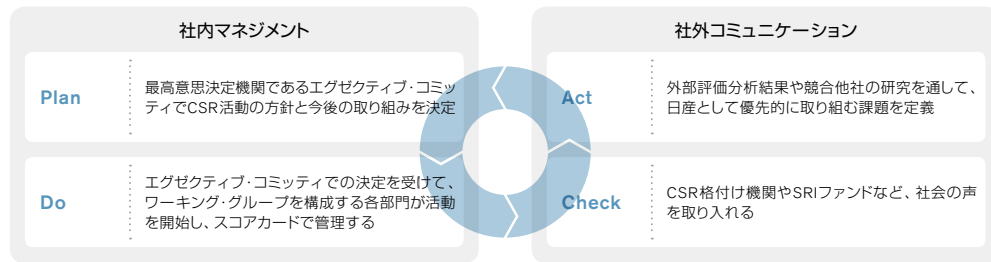 社内マネジメント
Plan
最高意思決定機関であるエグゼクティブ・コミッ
ティでCSR活動の方針と今後の取り組みを決定
Do
エグゼクティブ・コミッティでの決定を受けて、
ワーキング・グループを構成する各部門が活動
を開始し、スコアカードで管理する
社外コミュニケーション
Act
外部評価分析結果や競合他社の研究を通して、
日産として優先的に取り組む課題を定義
Check
CSR格付け機関やSRIファンドなど、社会の声
を取り入れる